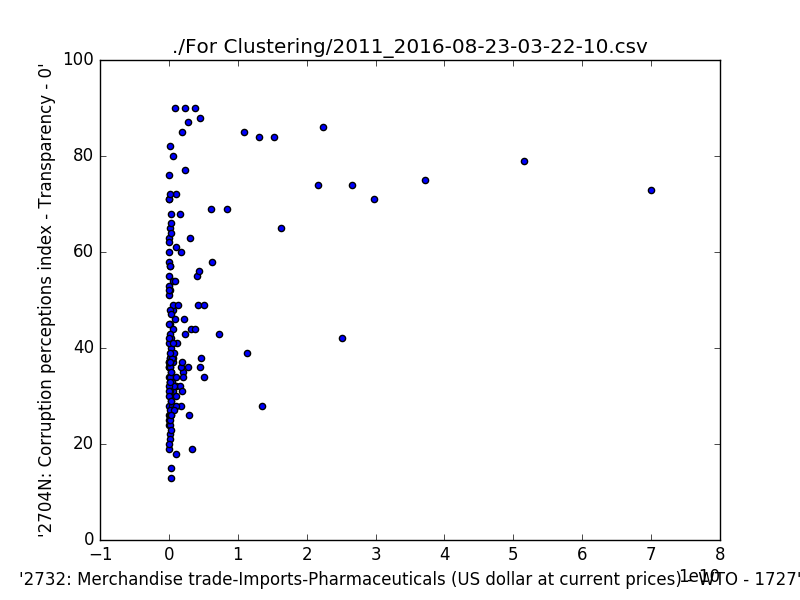 ./For Clustering/2011_2016-08-23-03-22-10.csv
'2704N: Corruption perceptions index - Transparency - 0'
100
80
60
40
20
0
−1 0 1 2 3 4 5 6 7 8
1e10
'2732: Merchandise trade-Imports-Pharmaceuticals (US dollar at current prices) - WTO - 1727'